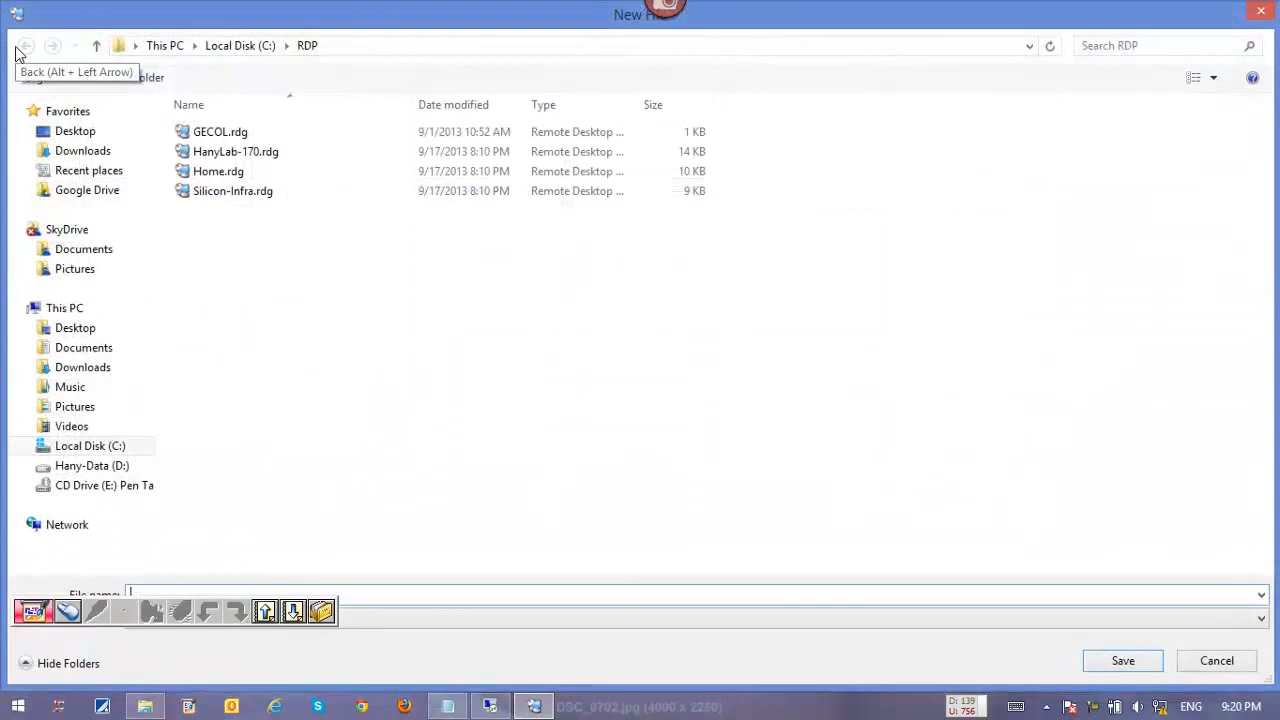 New Fil
This PC Local Disk (C:) RDP
Search RDP
Back (Alt + Left Arrow)
older
Name Date modified Type Size
GECOL.rdg 9/1/2013 10:52 AM Remote Desktop ... 1 KB
HanyLab-170.rdg 9/17/2013 8:10 PM Remote Desktop ... 14 KB
Home.rdg 9/17/2013 8:10 PM Remote Desktop ... 10 KB
Silicon-Infra.rdg 9/17/2013 8:10 PM Remote Desktop ... 9 KB
Favorites
Desktop
Downloads
Recent places
Google Drive
SkyDrive
Documents
Pictures
This PC
Desktop
Documents
Downloads
Music
Pictures
Videos
Local Disk (C:)
Hany-Data (D:)
CD Drive (E:) Pen Ta
Network
File name:
Hide Folders
Save
Cancel
DSC_0702.jpg (4000 x 2250)
D: 139
U: 756
ENG
9:20 PM